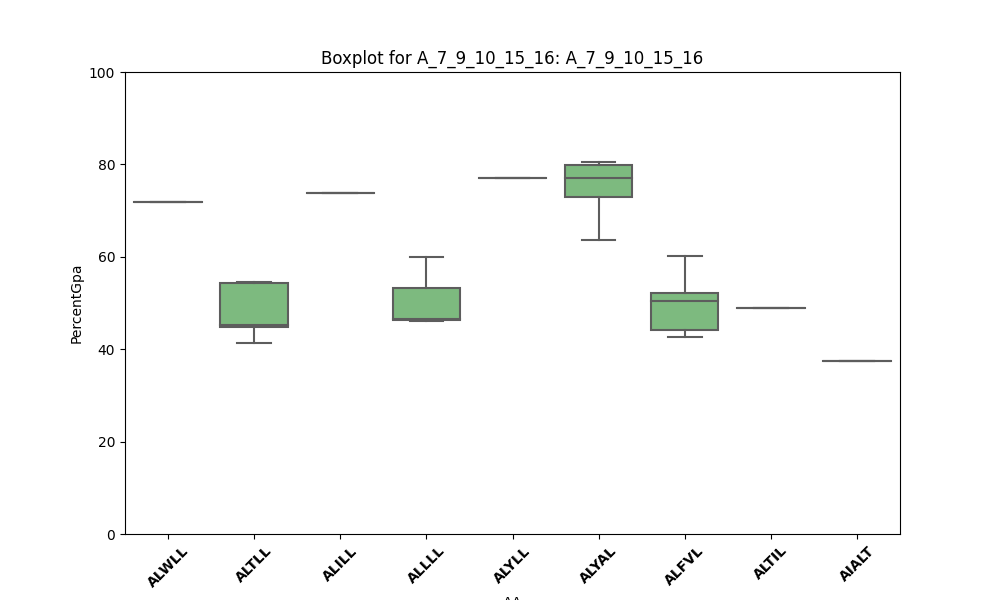 Boxplot for A_7_9_10_15_16: A_7_9_10_15_16
100
80
60
40
20
0
PercentGpa
ALWLL
ALTLL
ALILL
ALLLL
ALYLL
ALYAL
ALFVL
ALTIL
AIALT